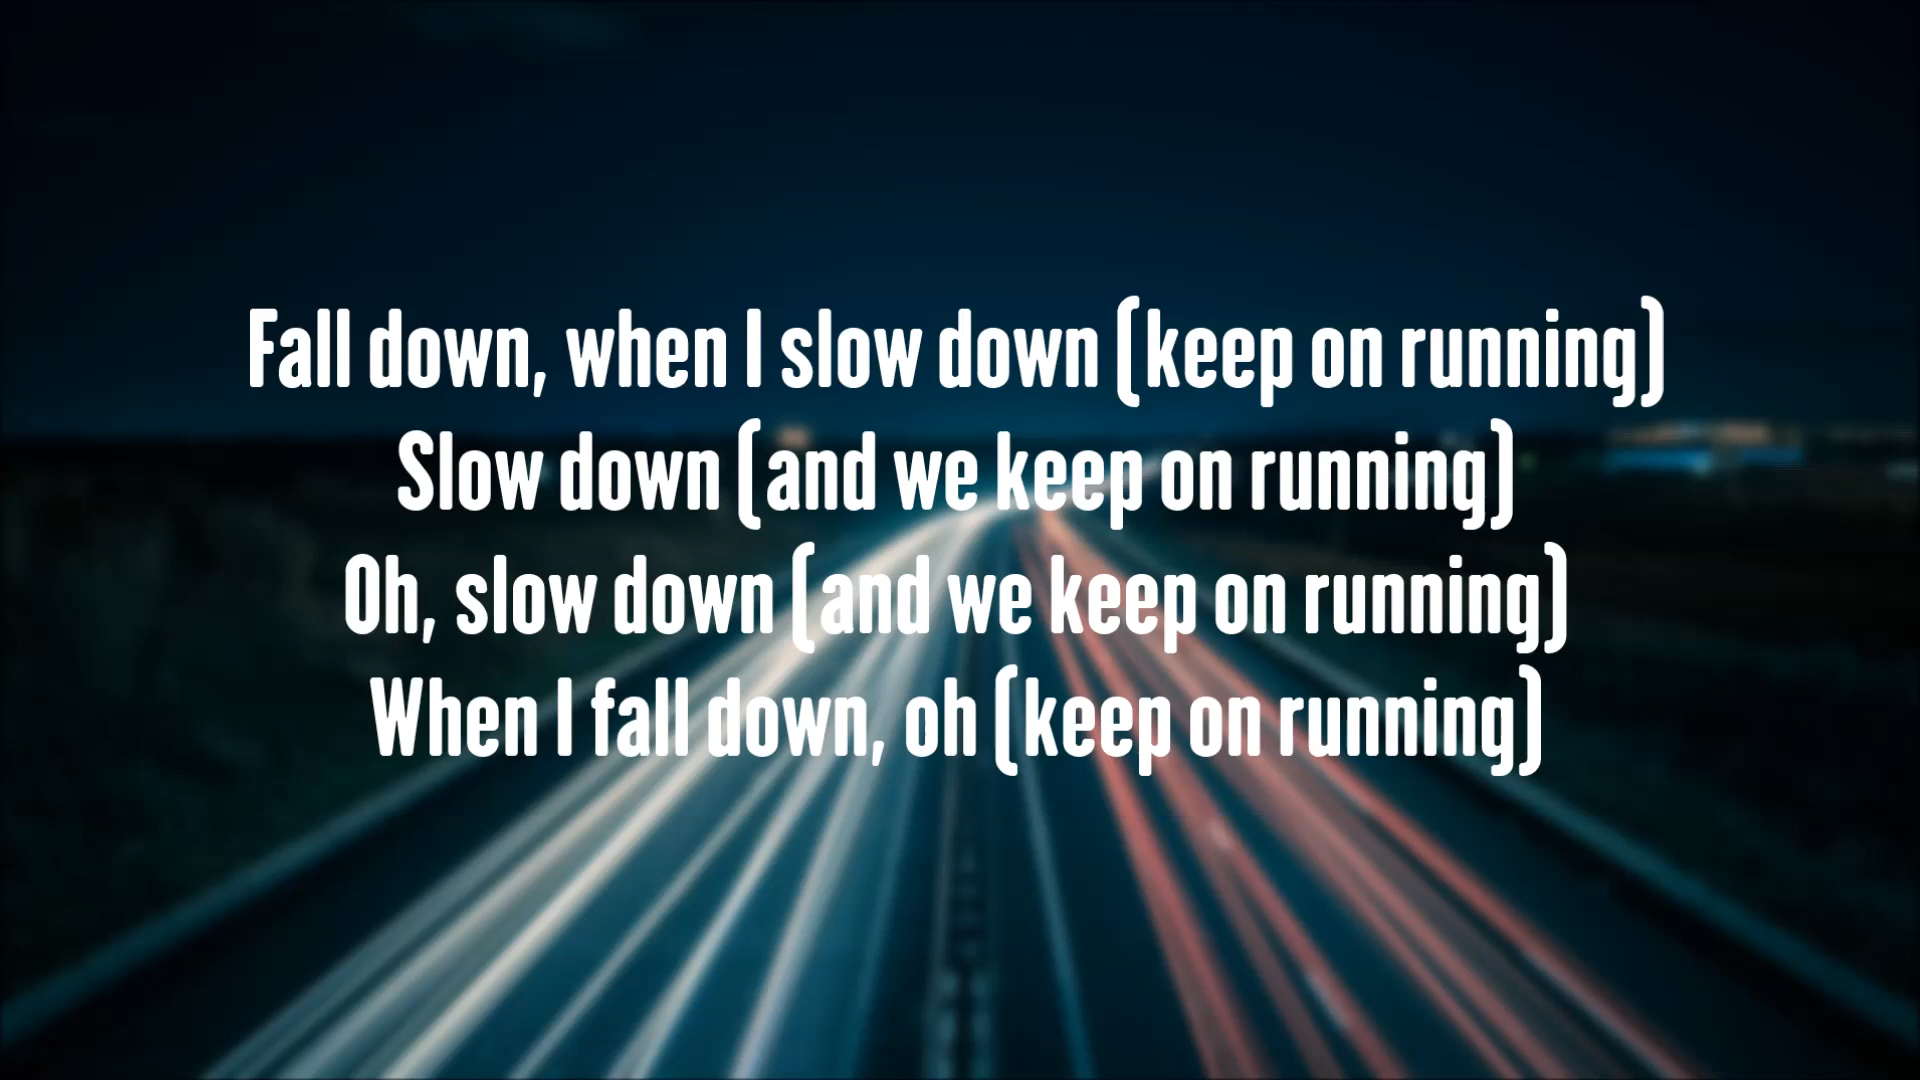 Fall down, when I slow down (keep on running)
Slow down (and we keep on running)
Oh, slow down (and we keep on running)
When I fall down, oh (keep on running)